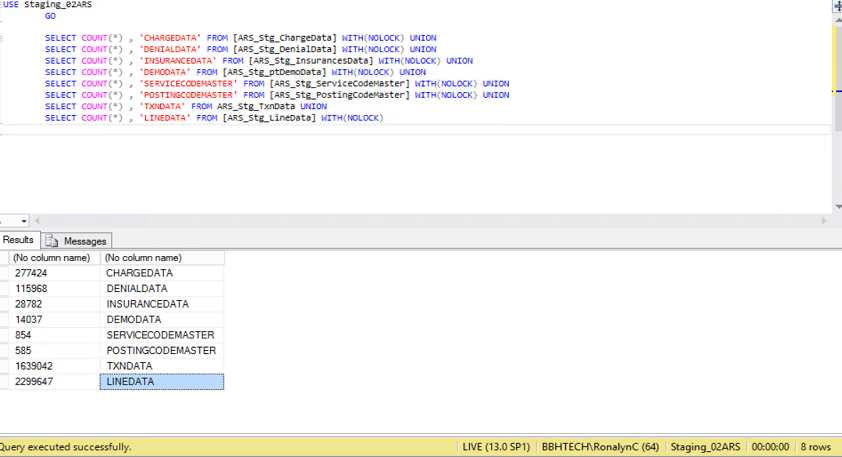 USE Staging_02ARS
GO
SELECT COUNT(*) , 'CHARGEDATA' FROM [ARS_Stg_ChargeData] WITH(NOLOCK) UNION
SELECT COUNT(*) , 'DENIALDATA' FROM [ARS_Stg_DenialData] WITH(NOLOCK) UNION
SELECT COUNT(*) , 'INSURANCEDATA' FROM [ARS_Stg_InsurancesData] WITH(NOLOCK) UNION
SELECT COUNT(*) , 'DEMODATA' FROM [ARS_Stg_ptDemoData] WITH(NOLOCK) UNION
SELECT COUNT(*) , 'SERVICECODEMASTER' FROM [ARS_Stg_ServiceCodeMaster] WITH(NOLOCK) UNION
SELECT COUNT(*) , 'POSTINGCODEMASTER' FROM [ARS_Stg_PostingCodeMaster] WITH(NOLOCK) UNION
SELECT COUNT(*) , 'TXNDATA' FROM ARS_Stg_TxnData UNION
SELECT COUNT(*) , 'LINEDATA' FROM [ARS_Stg_LineData] WITH(NOLOCK)
Results Messages
(No column name) (No column name)
277424 CHARGEDATA
115968 DENIALDATA
28782 INSURANCEDATA
14037 DEMODATA
854 SERVICECODEMASTER
585 POSTINGCODEMASTER
1639042 TXNDATA
2299647 LINEDATA
Query executed successfully. LIVE (13.0 SP1) BBHTECH\RonalynC (64) Staging_02ARS 00:00:00 8 rows